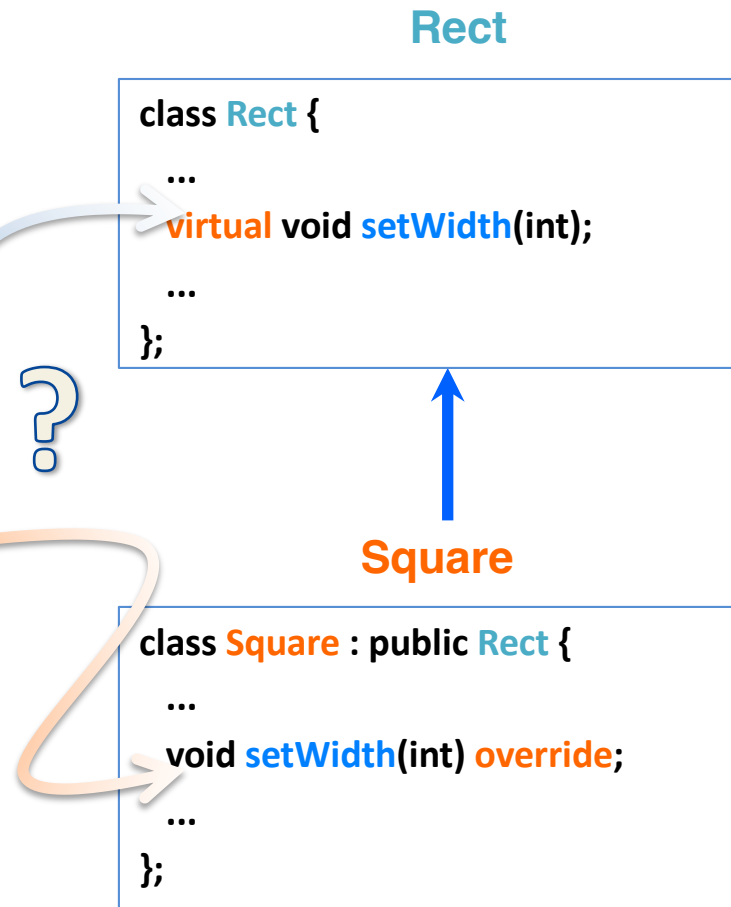 Rect
class Rect {
...
virtual void setWidth(int);
...
};
?
Square
class Square : public Rect {
...
void setWidth(int) override;
...
};